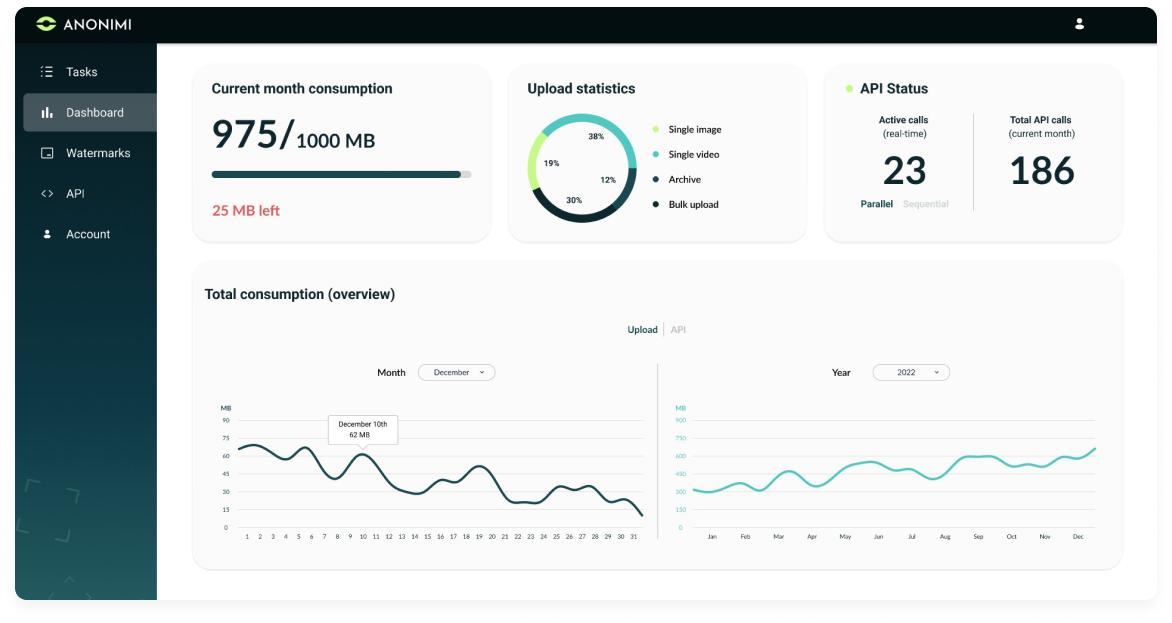 ANONIMI
Tasks
Dashboard
Watermarks
API
Account
Current month consumption
975/1000 MB
25 MB left
Upload statistics
38%
19%
12%
30%
Single image
Single video
Archive
Bulk upload
API Status
Active calls
(real-time)
23
Parallel Sequential
Total API calls
(current month)
186
Total consumption (overview)
Upload API
Month December
MB
90
75
60
45
30
15
0
December 10th
62 MB
1 2 3 4 5 6 7 8 9 10 11 12 13 14 15 16 17 18 19 20 21 22 23 24 25 26 27 28 29 30 31
Year 2022
MB
900
750
600
450
300
150
0
Jan Feb Mar Apr May Jun Jul Aug Sep Oct Nov Dec